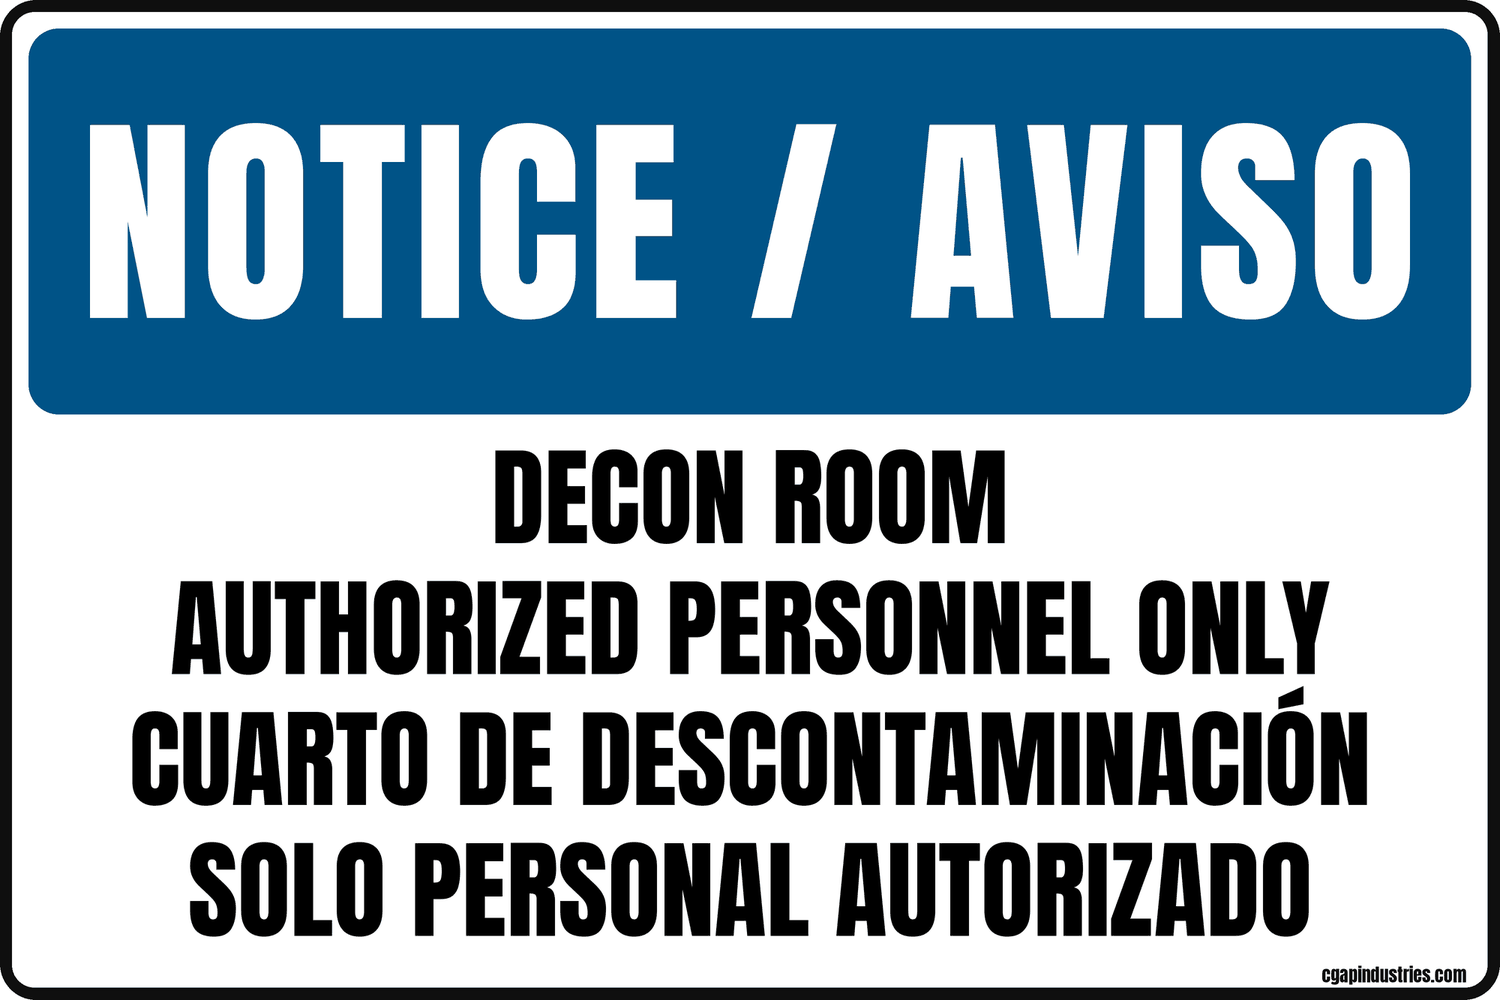 NOTICE / AVISO
DECON ROOM
AUTHORIZED PERSONNEL ONLY
CUARTO DE DESCONTAMINACIÓN
SOLO PERSONAL AUTORIZADO
cgapindustries.com